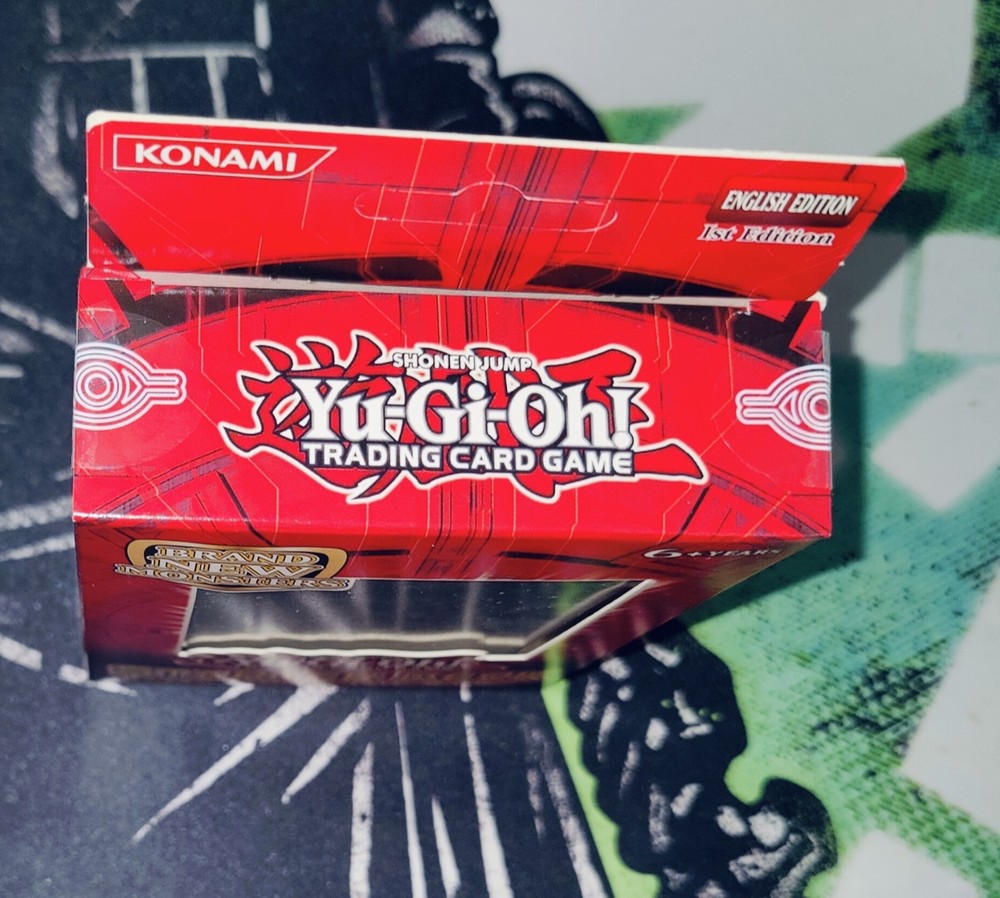 KONAMI
ENGLISH EDITION
1st Edition
SHONEN JUMP
Yu-Gi-Oh!
TRADING CARD GAME
BRAND
NEW
MONSTERS
6+YEARS